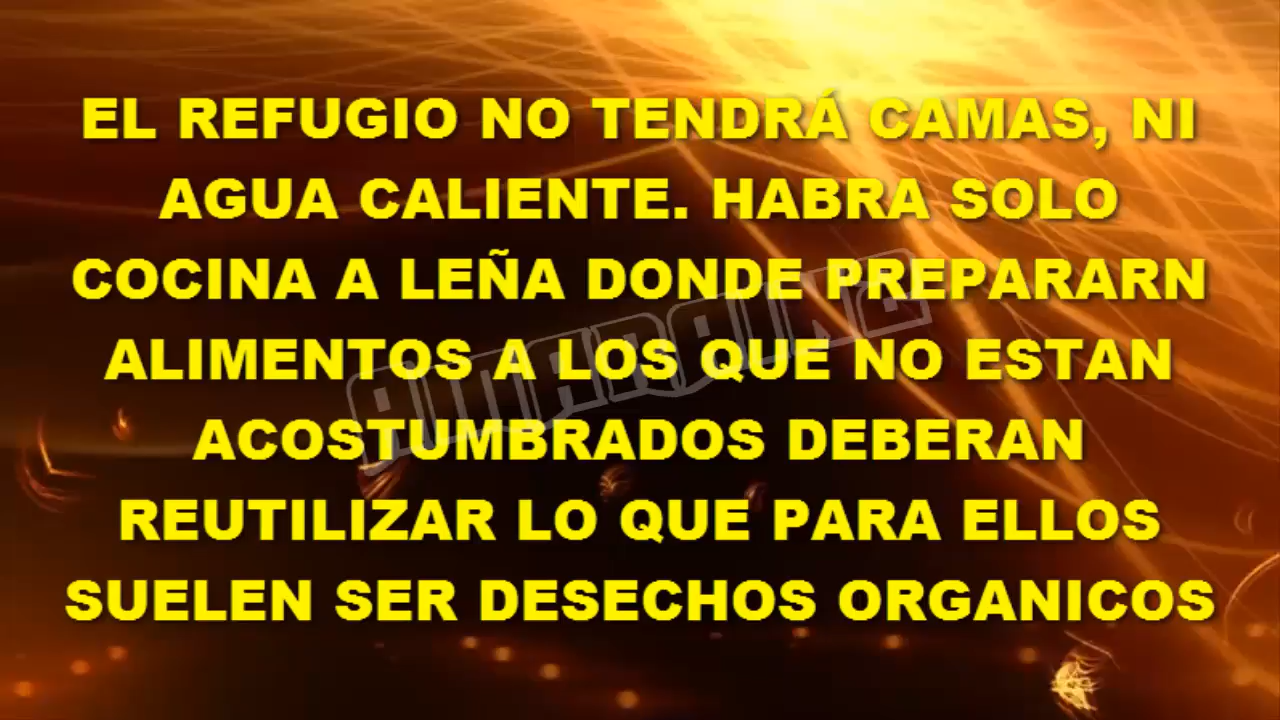 EL REFUGIO NO TENDRÁ CAMAS, NI
AGUA CALIENTE. HABRA SOLO
COCINA A LEÑA DONDE PREPARARN
ALIMENTOS A LOS QUE NO ESTAN
ACOSTUMBRADOS DEBERAN
REUTILIZAR LO QUE PARA ELLOS
SUELEN SER DESECHOS ORGANICOS